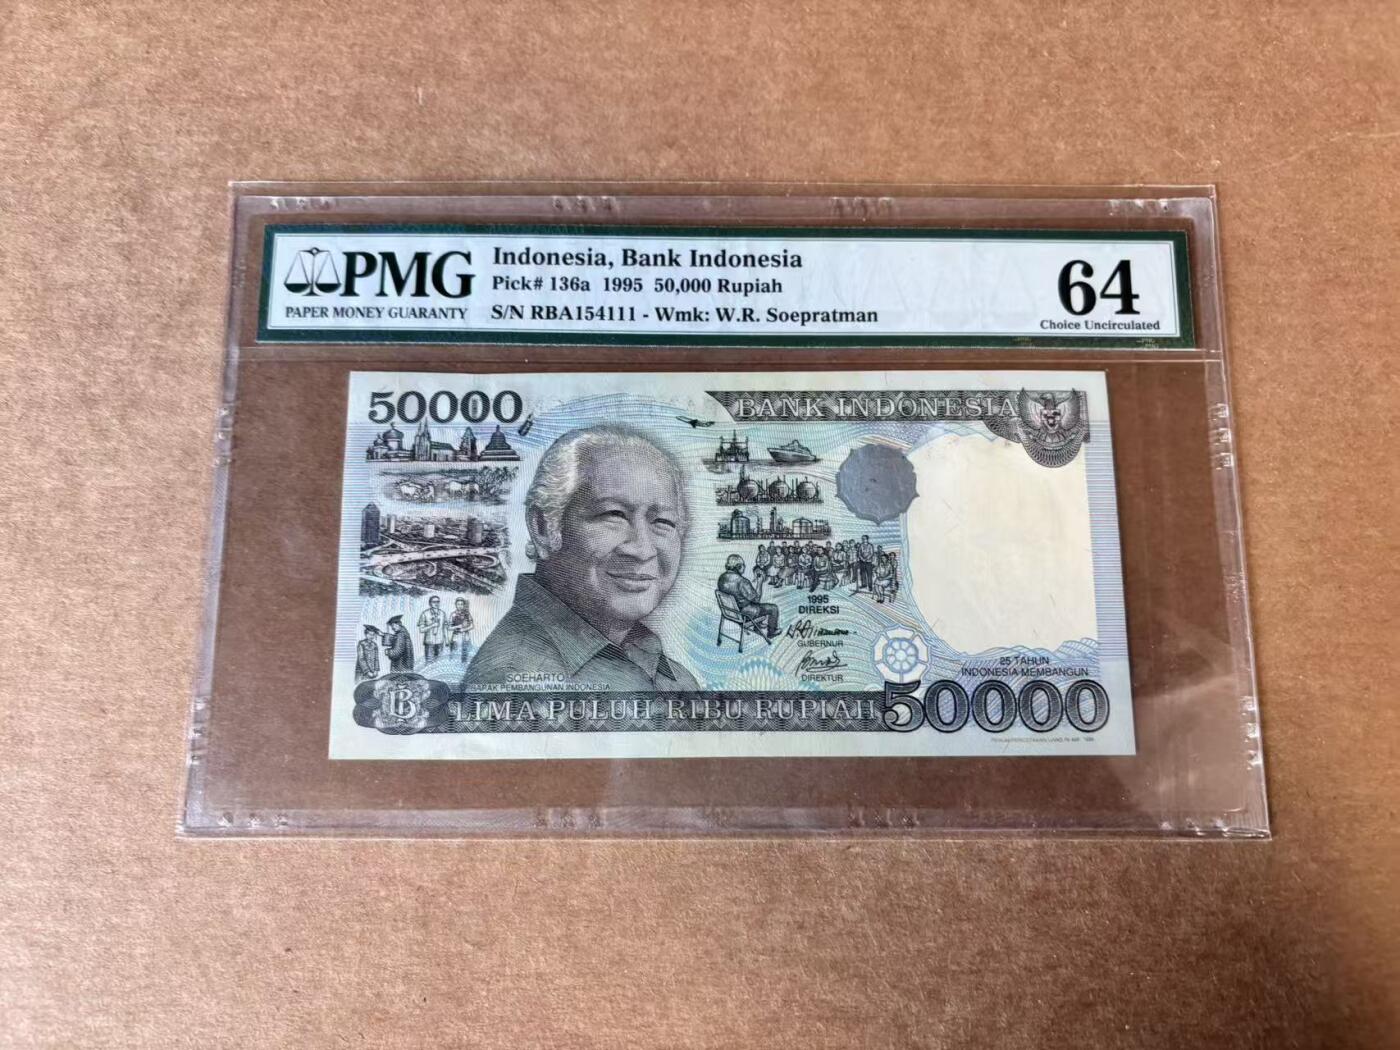 PMG
PAPER MONEY GUARANTY
Indonesia, Bank Indonesia
Pick# 136a 1995 50,000 Rupiah
S/N RBA154111 - Wmk: W.R. Soepratman
64
Choice Uncirculated
50000
BANK INDONESIA
1995
DIREKSI
GUBERNUR
DIREKTUR
SOEHARTO
BAPAK PEMBANGUNAN INDONESIA
25 TAHUN
INDONESIA MEMBANGUN
LIMA PULUH RIBU RUPIAH
50000